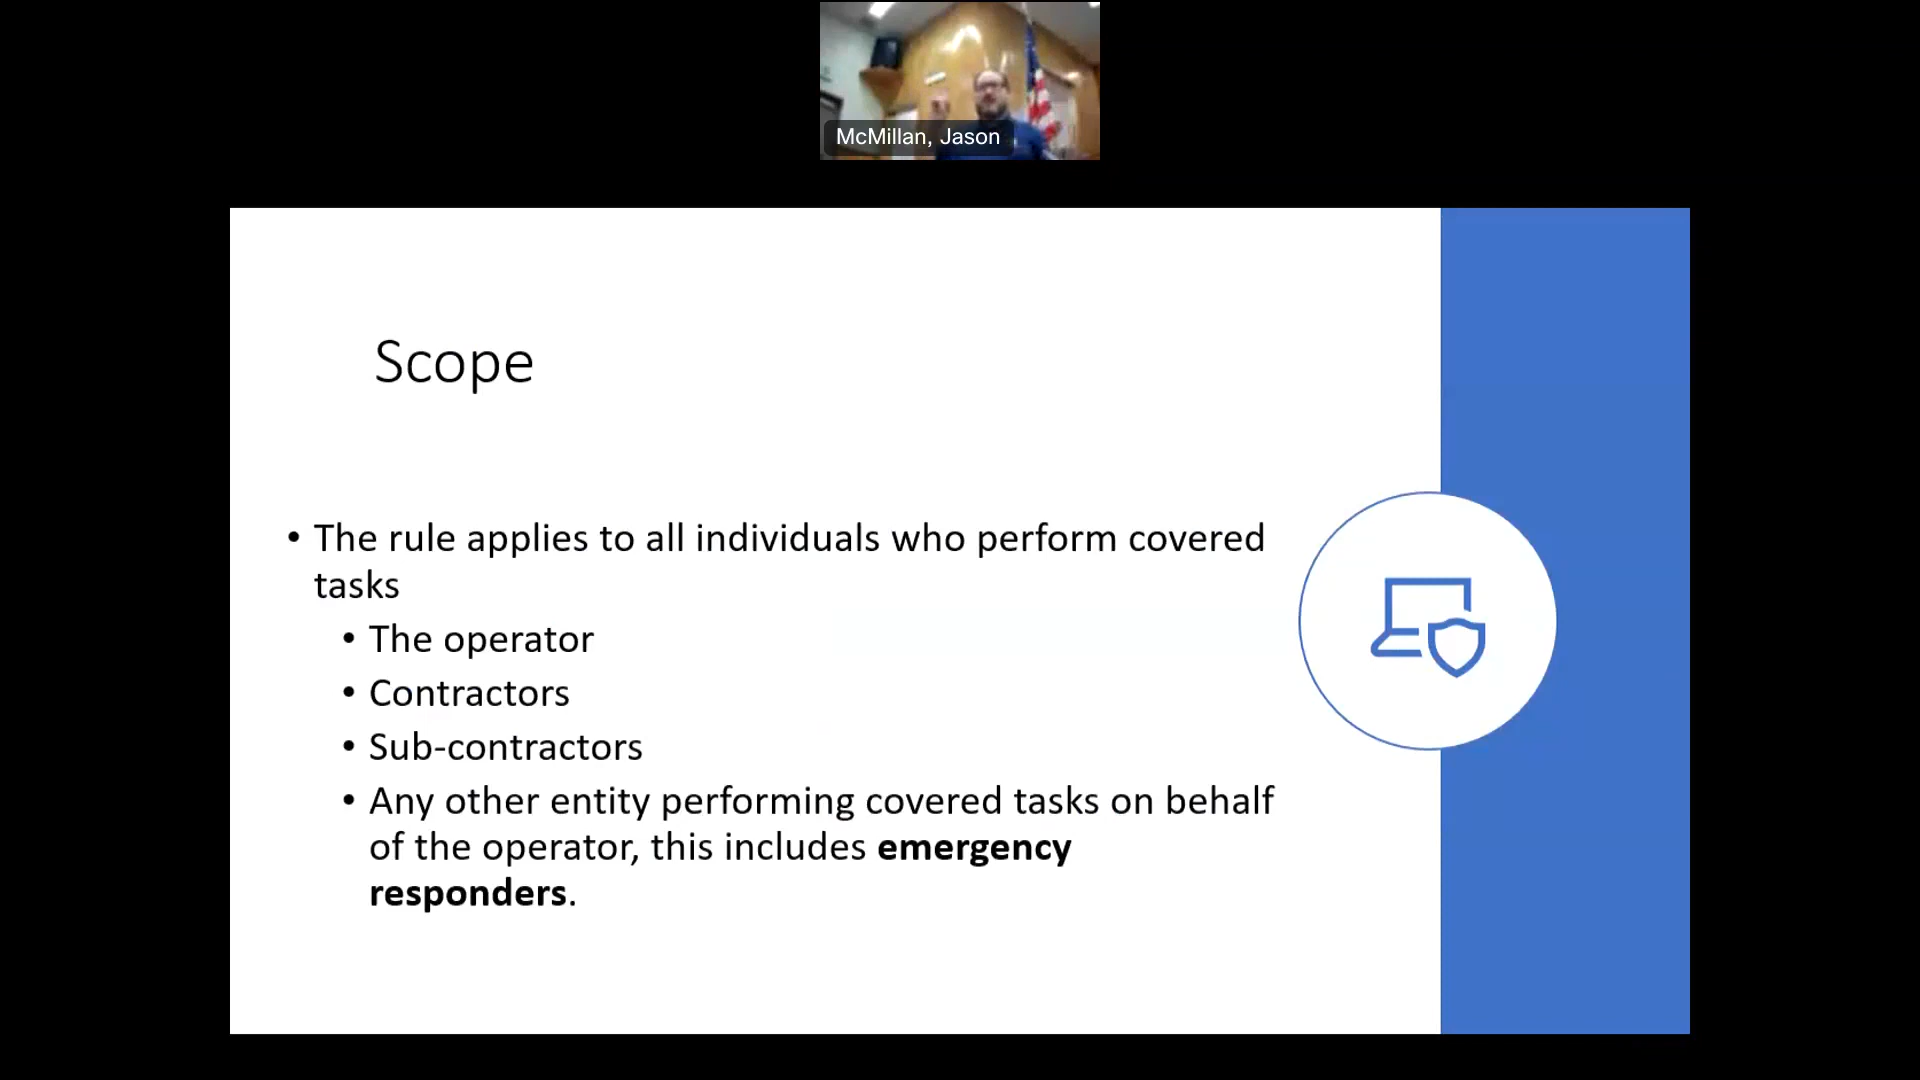 McMillan, Jason
Scope
• The rule applies to all individuals who perform covered
tasks
• The operator
• Contractors
• Sub-contractors
• Any other entity performing covered tasks on behalf
of the operator, this includes emergency
responders.